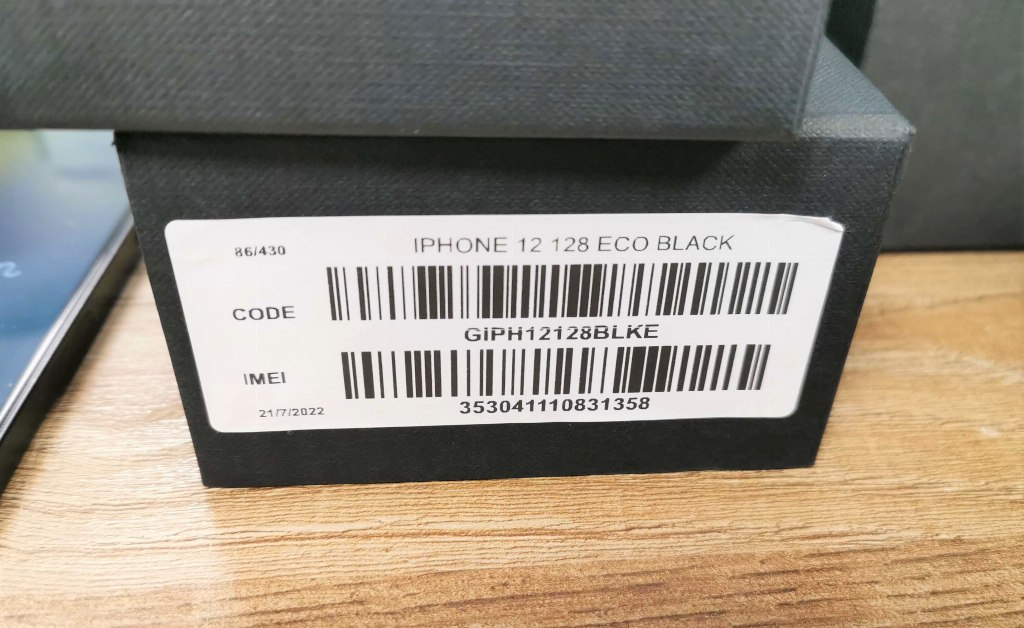 86/430
IPHONE 12 128 ECO BLACK
CODE
GiPH12128BLKE
IMEI
353041110831358
21/7/2022